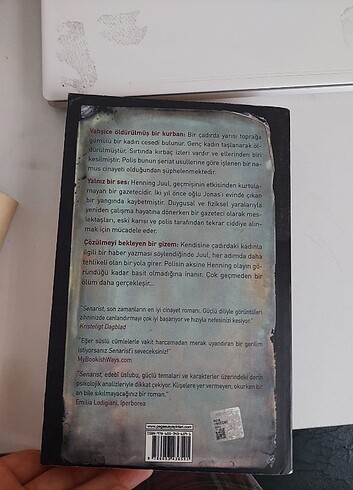 Vahşice öldürülmüş bir kurban: Bir çadırda yarısı toprağa
gömülü bir kadın cesedi bulunur. Genç kadın taşlanarak öl-
dürülmüştür. Sırtında kırbaç izleri vardır ve ellerinden biri
kesilmiştir. Polis bunun şeriat usullerine göre işlenen bir na-
mus cinayeti olduğundan şüphelenmektedir.
Yalnız bir ses: Henning Juul, geçmişinin etkisinden kurtula-
mayan bir gazetecidir. İki yıl önce oğlu Jonas'ı evinde çıkan
bir yangında kaybetmiştir. Duygusal ve fiziksel yaralarıyla
yeniden çalışma hayatına dönerken bir gazeteci olarak mes-
lektaşları, eski karısı ve polis tarafından tekrar ciddiye alın-
mak için mücadele eder.
Çözülmeyi bekleyen bir gizem: Kendisine çadırdaki kadınla
ilgili bir haber yazması söylendiğinde Juul, her adımda daha
tehlikeli olan bir yola girer. Polisin aksine Henning olayın gö-
ründüğü kadar basit olmadığına inanır. Çok geçmeden bir
ölüm daha gerçekleşir...
"Senarist, son zamanların en iyi cinayet romanı. Güçlü diliyle görüntüleri
zihninizde canlandırmayı çok iyi başarıyor ve hızıyla nefesinizi kesiyor."
Kristeligt Dagblad
"Eğer süslü cümlelerle vakit harcamadan merak uyandıran bir gerilim
istiyorsanız Senarist'i seveceksiniz!"
MyBookishWays.com
"Senarist, edebi üslubu, güçlü temaları ve karakterler üzerindeki derin
psikolojik analizleriyle dikkat çekiyor. Klişelere yer vermeyen, okurken bir
an bile sıkılmayacağınız bir roman."
Emilia Lodigiani, Iperborea
www.pegasusyayinlari.com